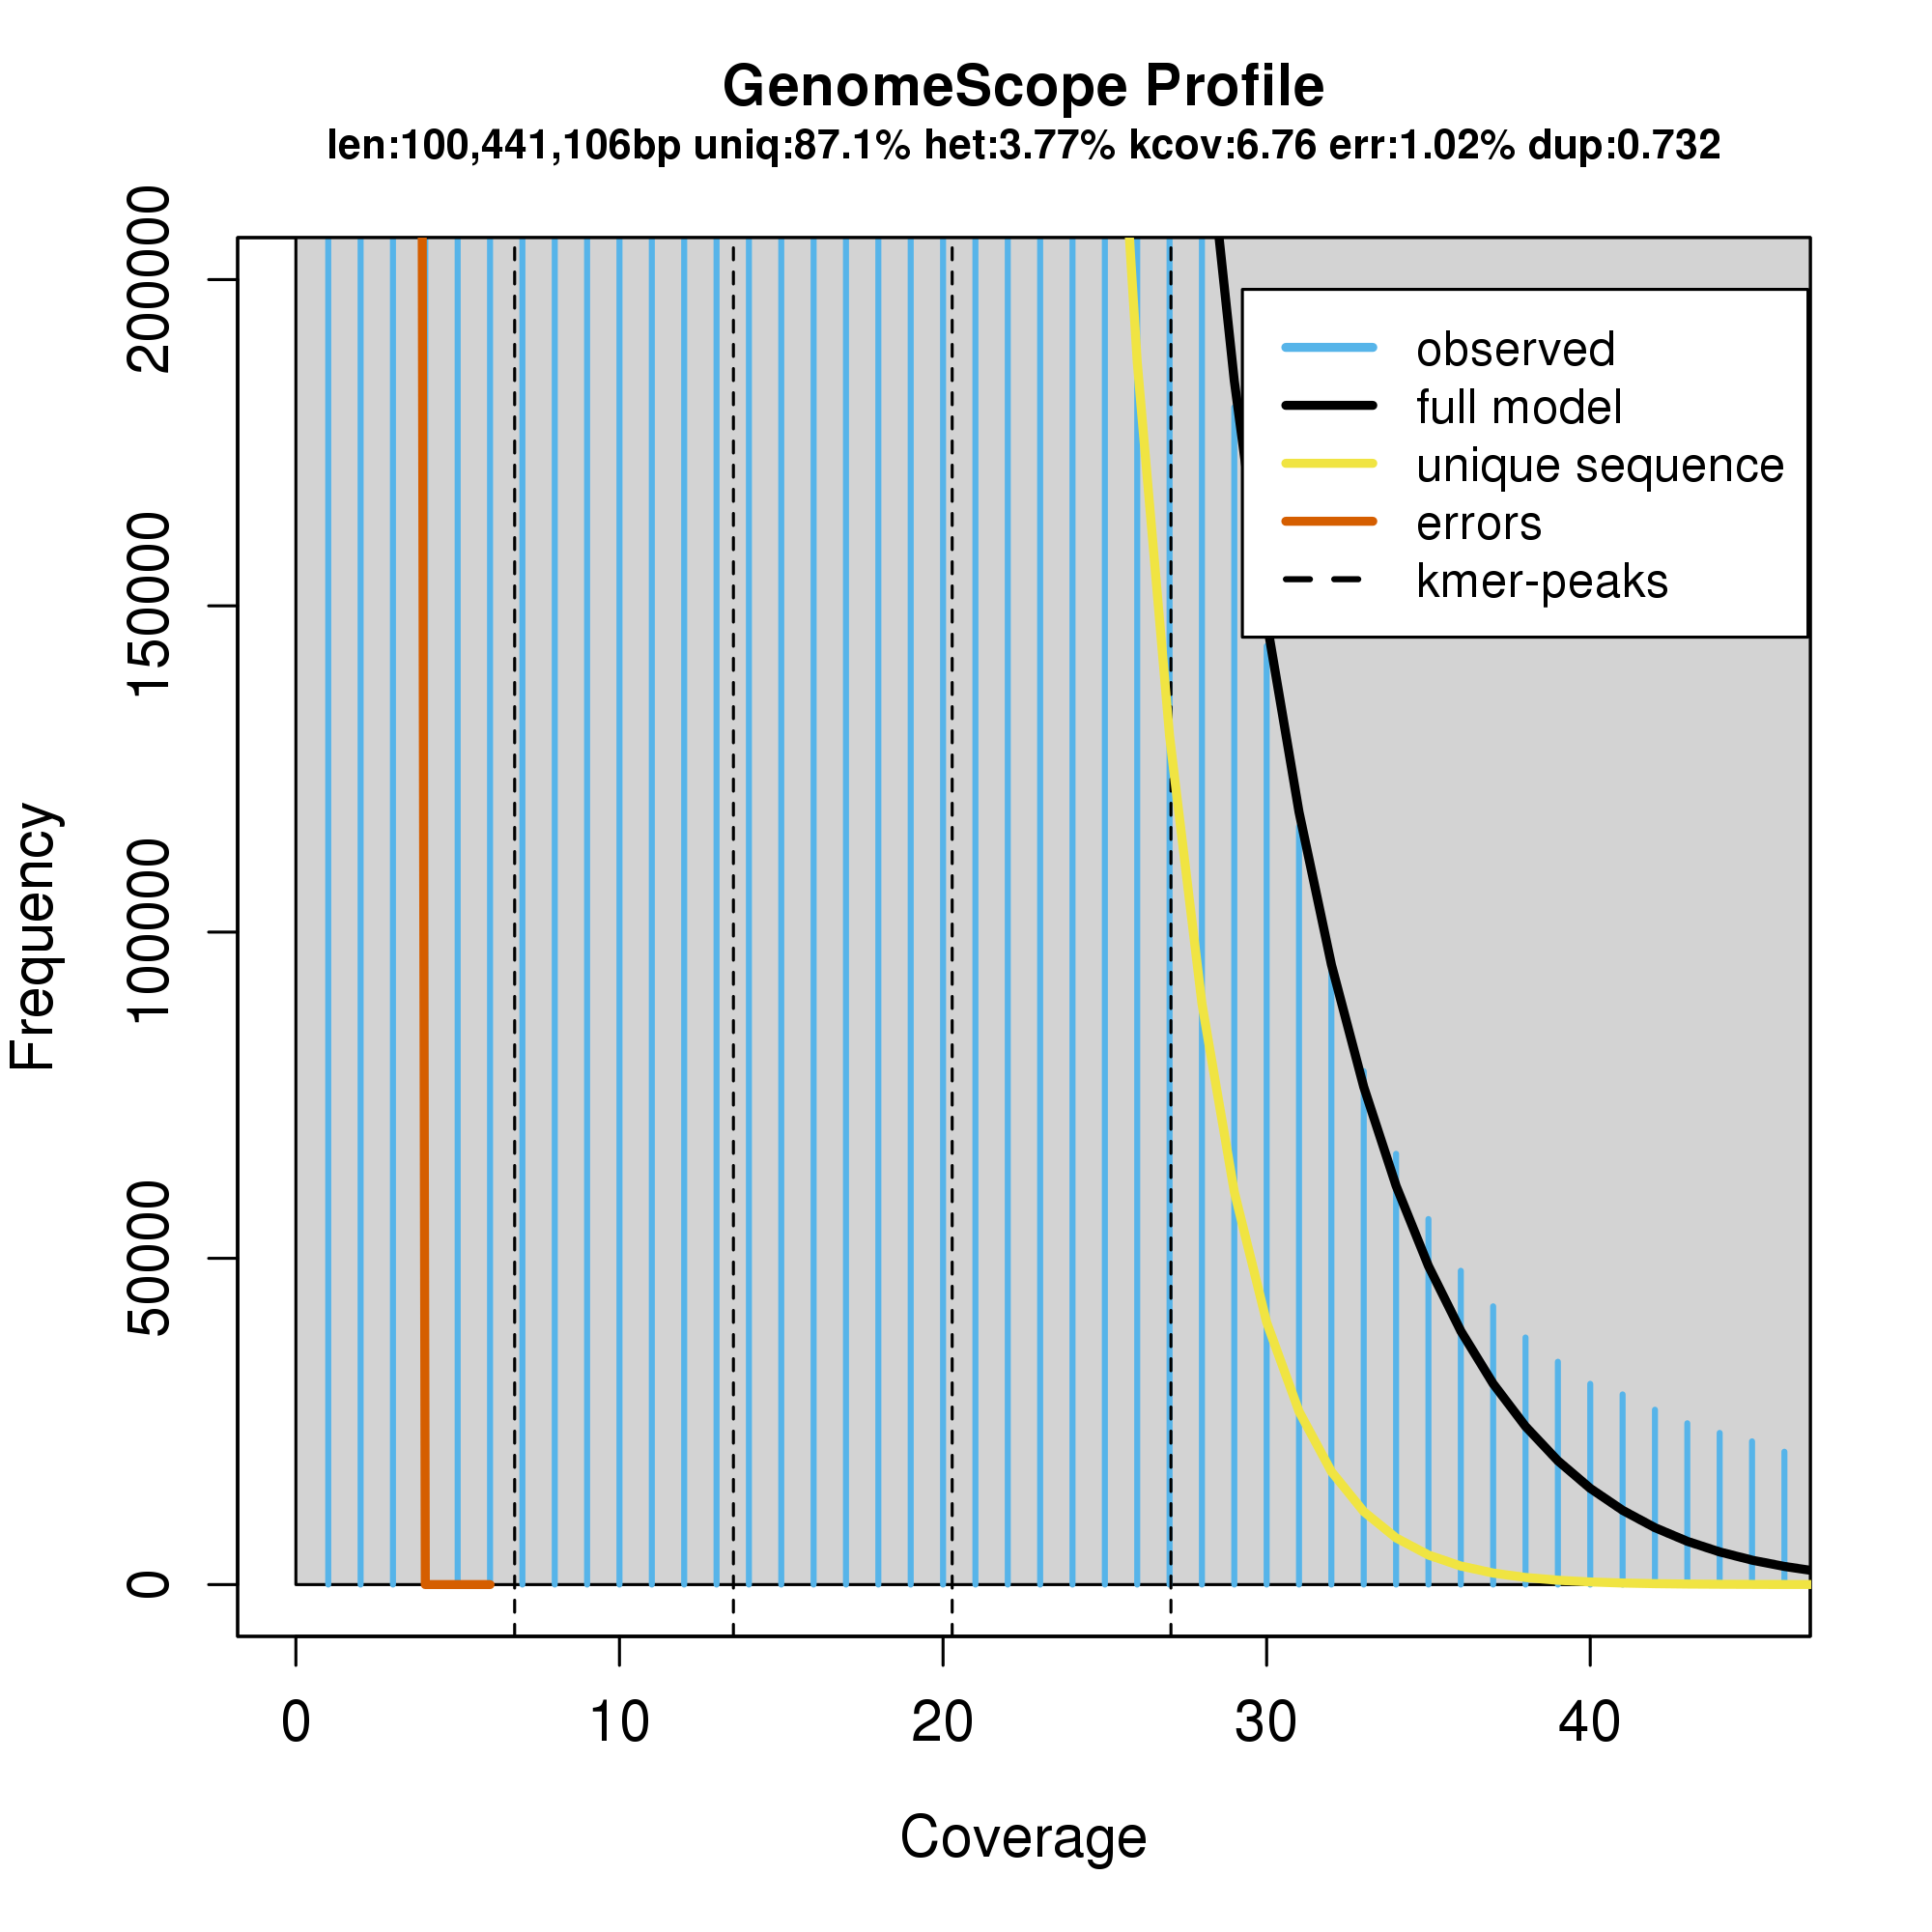 GenomeScope Profile
len:100,441,106bp uniq:87.1% het:3.77% kcov:6.76 err:1.02% dup:0.732
200000
150000
100000
50000
0
Frequency
observed
full model
unique sequence
errors
kmer-peaks
0 10 20 30 40
Coverage